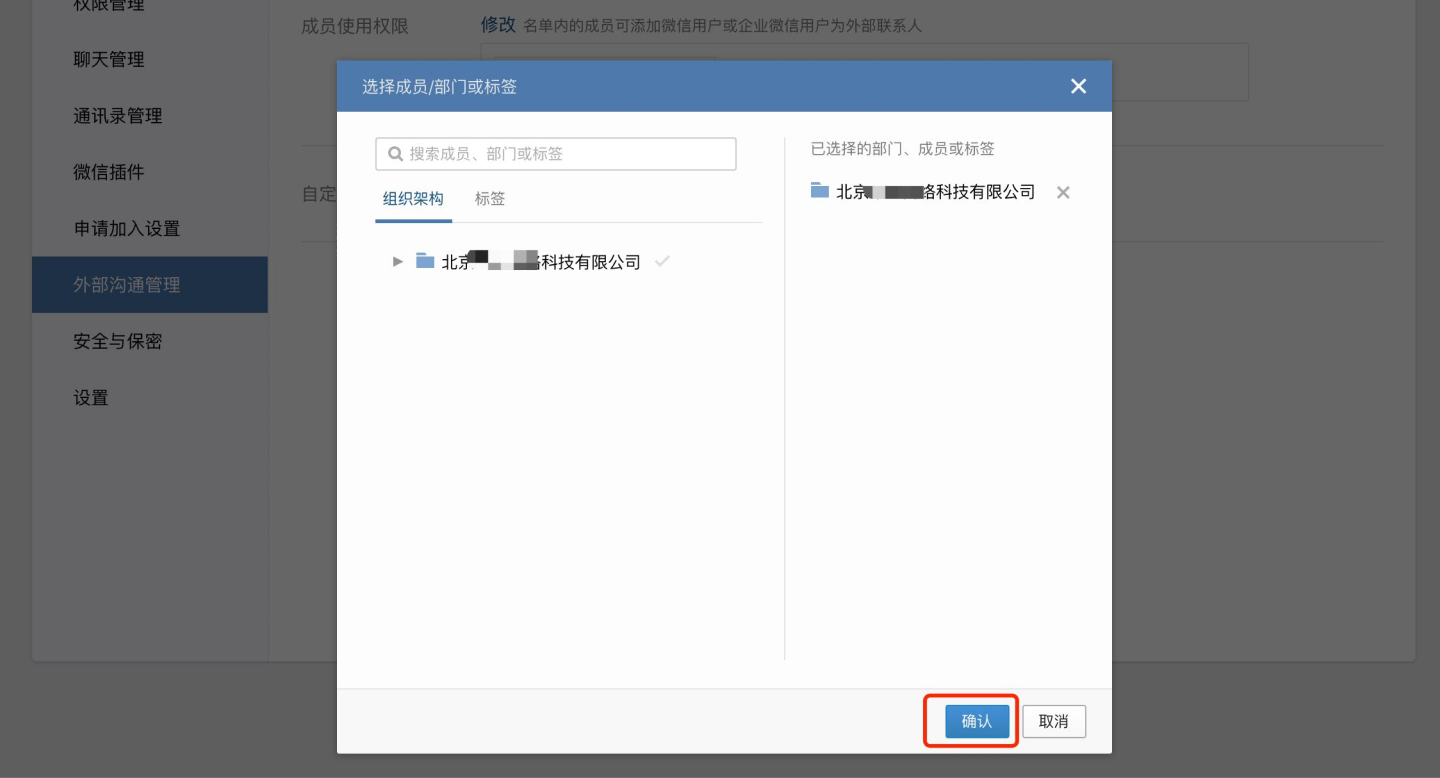 权限管理
聊天管理
通讯录管理
微信插件
申请加入设置
外部沟通管理
安全与保密
设置
成员使用权限
修改 名单内的成员可添加微信用户或企业微信用户为外部联系人
自定
选择成员/部门或标签
搜索成员、部门或标签
组织架构 标签
北京 科技有限公司
已选择的部门、成员或标签
北京 络科技有限公司
确认 取消